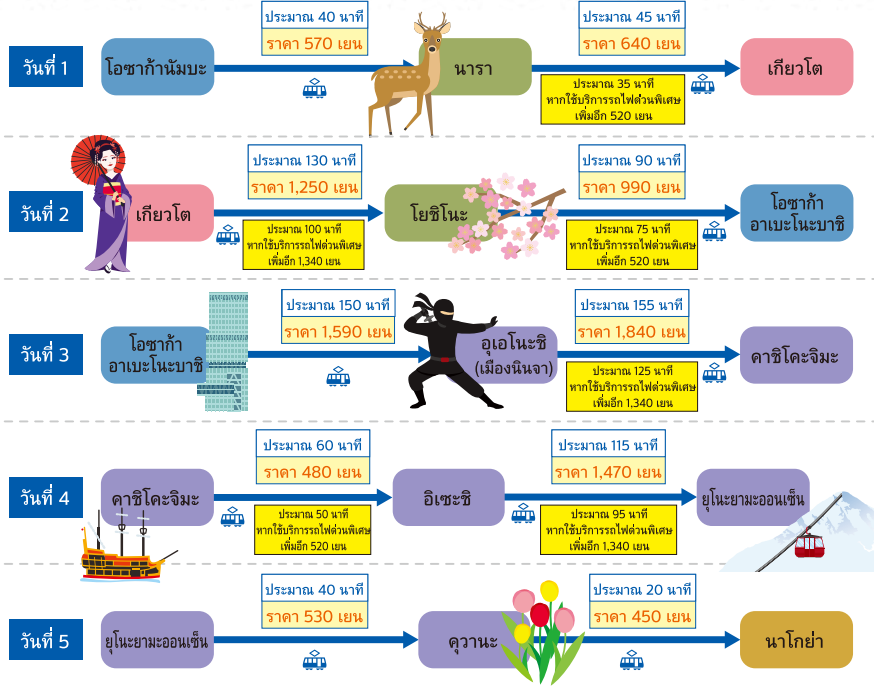 วันที่ 1
โอซาก้านัมบะ
ประมาณ 40 นาที
ราคา 570 เยน
นารา
ประมาณ 45 นาที
ราคา 640 เยน
ประมาณ 35 นาที
หากใช้บริการรถไฟด่วนพิเศษ
เพิ่มอีก 520 เยน
เกียวโต
วันที่ 2
เกียวโต
ประมาณ 130 นาที
ราคา 1,250 เยน
ประมาณ 100 นาที
หากใช้บริการรถไฟด่วนพิเศษ
เพิ่มอีก 1,340 เยน
โยชิโนะ
ประมาณ 90 นาที
ราคา 990 เยน
ประมาณ 75 นาที
หากใช้บริการรถไฟด่วนพิเศษ
เพิ่มอีก 520 เยน
โอซาก้า
อาเบะโนะบาชิ
วันที่ 3
โอซาก้า
อาเบะโนะบาชิ
ประมาณ 150 นาที
ราคา 1,590 เยน
อุเอโนะชิ
(เมืองนินจา)
ประมาณ 155 นาที
ราคา 1,840 เยน
ประมาณ 125 นาที
หากใช้บริการรถไฟด่วนพิเศษ
เพิ่มอีก 1,340 เยน
คาชิโคะจิมะ
วันที่ 4
คาชิโคะจิมะ
ประมาณ 60 นาที
ราคา 480 เยน
ประมาณ 50 นาที
หากใช้บริการรถไฟด่วนพิเศษ
เพิ่มอีก 520 เยน
อิเซะชิ
ประมาณ 115 นาที
ราคา 1,470 เยน
ประมาณ 95 นาที
หากใช้บริการรถไฟด่วนพิเศษ
เพิ่มอีก 1,340 เยน
ยุโนะยามะออนเซ็น
วันที่ 5
ยุโนะยามะออนเซ็น
ประมาณ 40 นาที
ราคา 530 เยน
คุวานะ
ประมาณ 20 นาที
ราคา 450 เยน
นาโกย่า